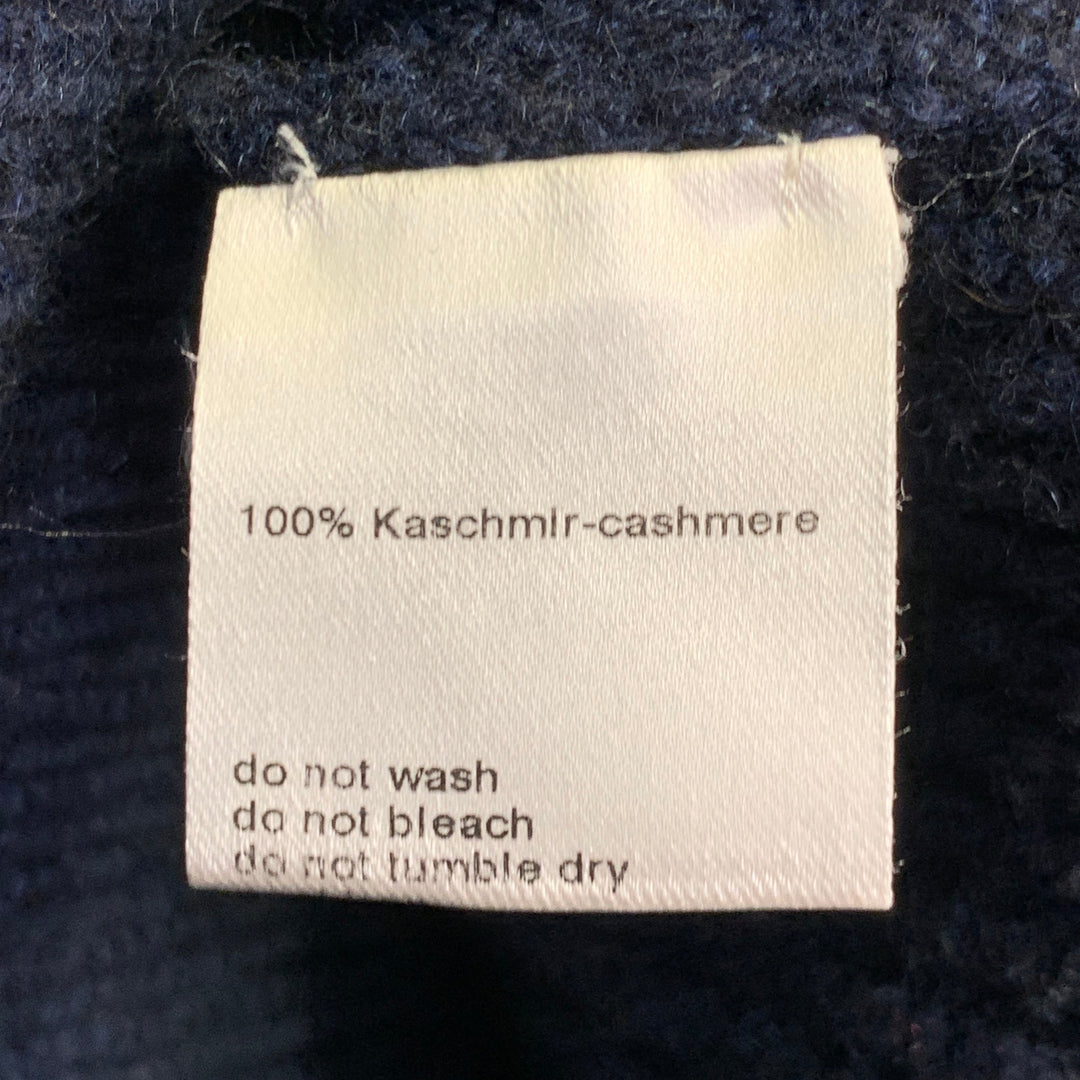 100% Kaschmir-cashmere
do not wash
do not bleach
do not tumble dry